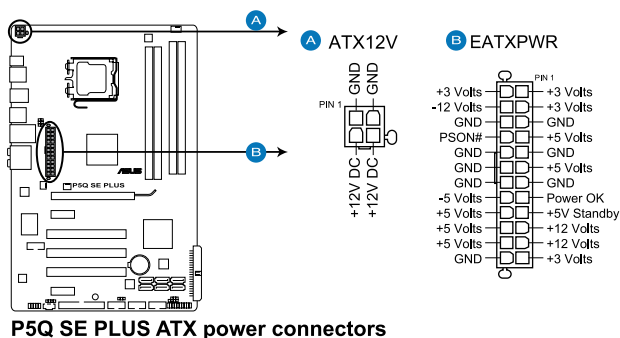 A
A ATX12V
B EATXPWR
GND GND
PIN 1
+12V DC +12V DC
PIN 1
+3 Volts +3 Volts
-12 Volts +3 Volts
GND GND
PSON# +5 Volts
GND GND
GND +5 Volts
GND GND
-5 Volts Power OK
+5 Volts +5V Standby
+5 Volts +12 Volts
+5 Volts +12 Volts
GND +3 Volts
B
ASUS
P5Q SE PLUS
P5Q SE PLUS ATX power connectors